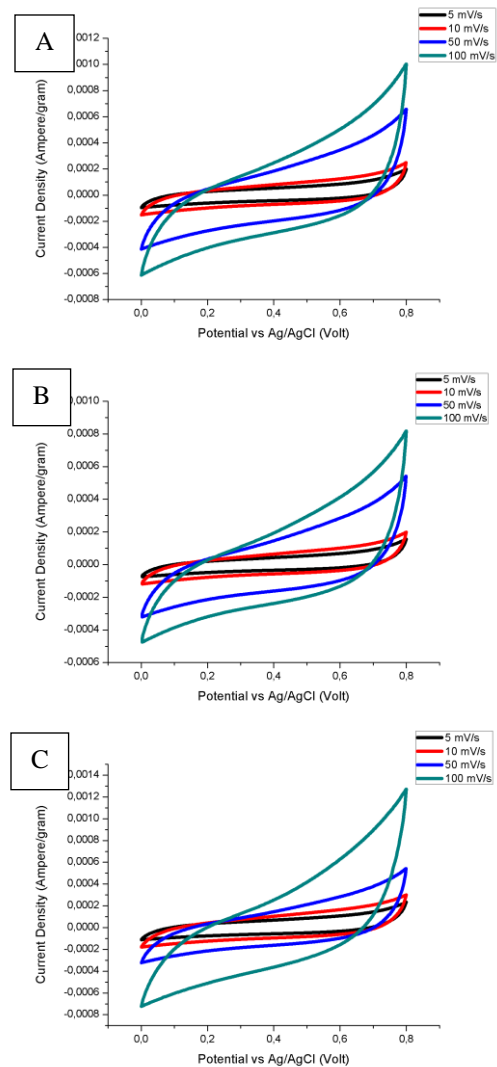 A
5 mV/s
10 mV/s
50 mV/s
100 mV/s
0,0012
0,0010
0,0008
0,0006
0,0004
0,0002
0,0000
-0,0002
-0,0004
-0,0006
-0,0008
Current Density (Ampere/gram)
0,0 0,2 0,4 0,6 0,8
Potential vs Ag/AgCl (Volt)
B
5 mV/s
10 mV/s
50 mV/s
100 mV/s
0,0010
0,0008
0,0006
0,0004
0,0002
0,0000
-0,0002
-0,0004
-0,0006
Current Density (Ampere/gram)
0,0 0,2 0,4 0,6 0,8
Potential vs Ag/AgCl (Volt)
C
5 mV/s
10 mV/s
50 mV/s
100 mV/s
0,0014
0,0012
0,0010
0,0008
0,0006
0,0004
0,0002
0,0000
-0,0002
-0,0004
-0,0006
-0,0008
Current Density (Ampere/gram)
0,0 0,2 0,4 0,6 0,8
Potential vs Ag/AgCl (Volt)